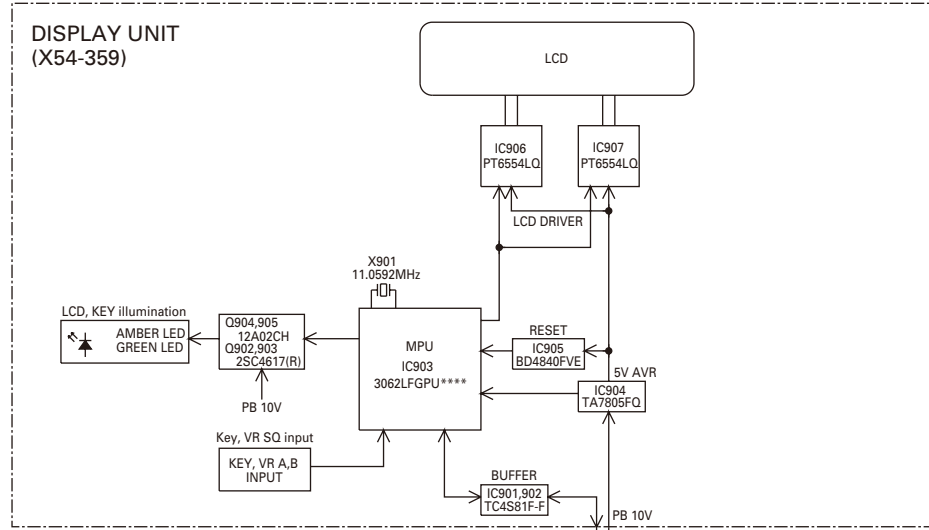 DISPLAY UNIT
(X54-359)
LCD
IC906
PT6554LQ
IC907
PT6554LQ
LCD DRIVER
X901
11.0592MHz
LCD, KEY illumination
AMBER LED
GREEN LED
Q904,905
12A02CH
Q902,903
2SC4617(R)
PB 10V
MPU
IC903
3062LFGPU****
RESET
IC905
BD4840FVE
5V AVR
IC904
TA7805FQ
Key, VR SQ input
KEY, VR A,B
INPUT
BUFFER
IC901,902
TC4S81F-F
PB 10V